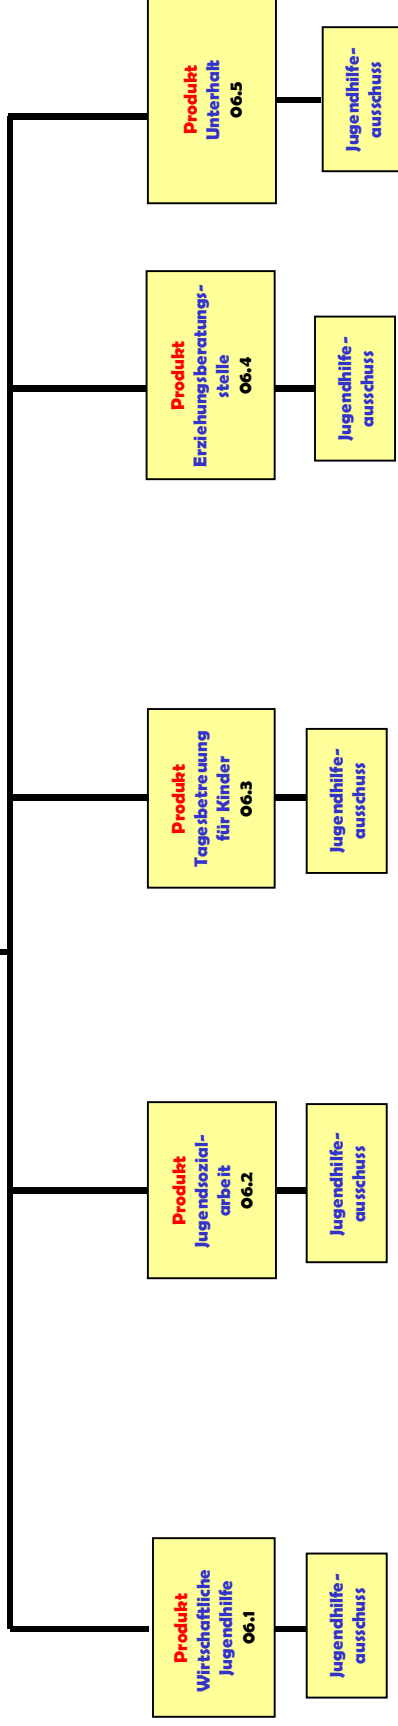 Produkt
Wirtschaftliche
Jugendhilfe
06.1
Jugendhilfe-
ausschuss
Produkt
Jugendsozial-
arbeit
06.2
Jugendhilfe-
ausschuss
Produkt
Tagesbetreuung
für Kinder
06.3
Jugendhilfe-
ausschuss
Produkt
Erziehungsberatungs-
stelle
06.4
Jugendhilfe-
ausschuss
Produkt
Unterhalt
06.5
Jugendhilfe-
ausschuss